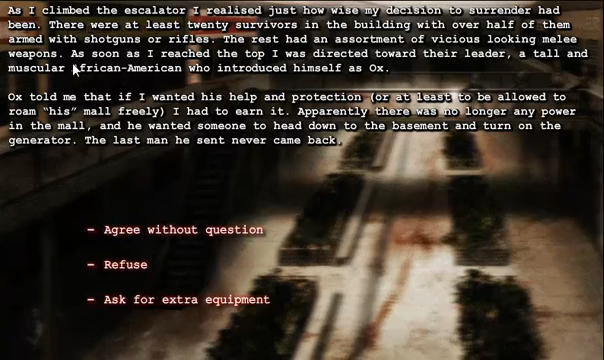 As I climbed the escalator I realised just how wise my decision to surrender had
been. There were at least twenty survivors in the building with over half of them
armed with shotguns or rifles. The rest had an assortment of vicious looking melee
weapons. As soon as I reached the top I was directed toward their leader, a tall and
muscular African-American who introduced himself as Ox.
Ox told me that if I wanted his help and protection (or at least to be allowed to
roam “his” mall freely) I had to earn it. Apparently there was no longer any power
in the mall, and he wanted someone to head down to the basement and turn on the
generator. The last man he sent never came back.
- Agree without question
- Refuse
- Ask for extra equipment